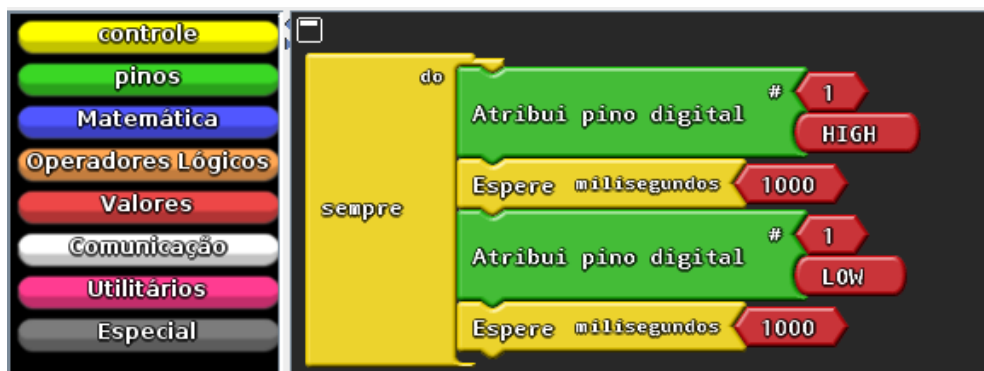 controle
pinos
Matemática
Operadores Lógicos
Valores
Comunicação
Utilitários
Especial
sempre
do
Atribui pino digital # 1
HIGH
Espere milisegundos 1000
Atribui pino digital # 1
LOW
Espere milisegundos 1000